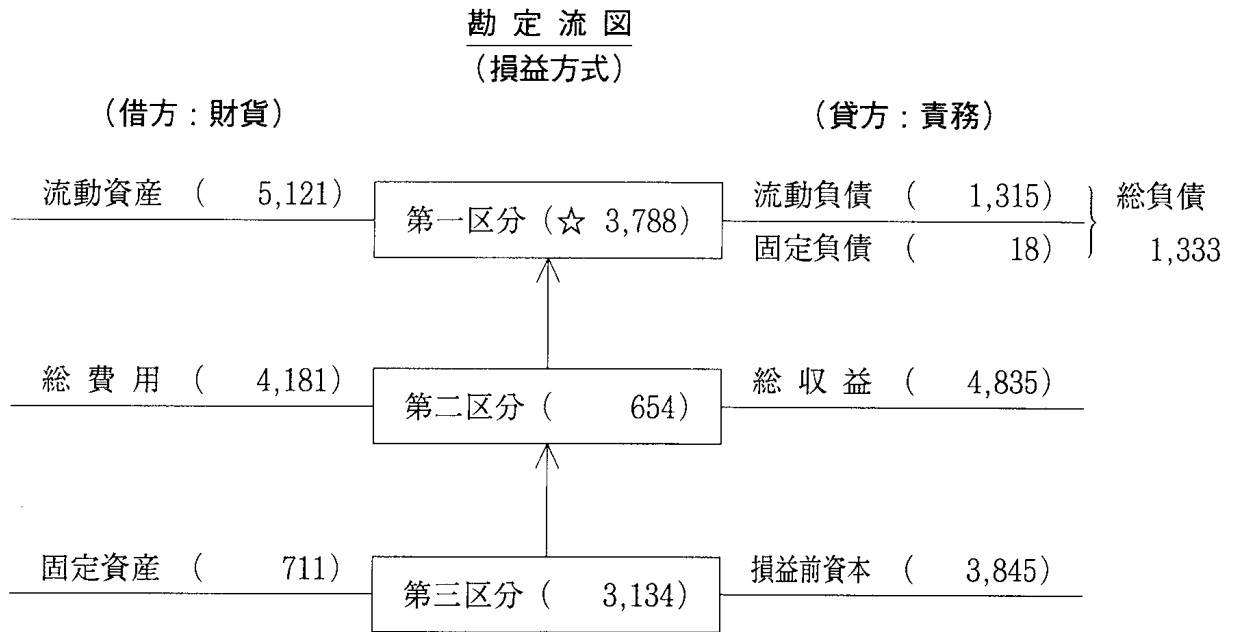 勘定流図
(損益方式)
(借方:財貨) (貸方:責務)
流動資産 ( 5,121) 第一区分 (☆ 3,788) 流動負債 ( 1,315) 総負債
固定負債 ( 18) 1,333
総費用 ( 4,181) 第二区分 ( 654) 総収益 ( 4,835)
固定資産 ( 711) 第三区分 ( 3,134) 損益前資本 ( 3,845)